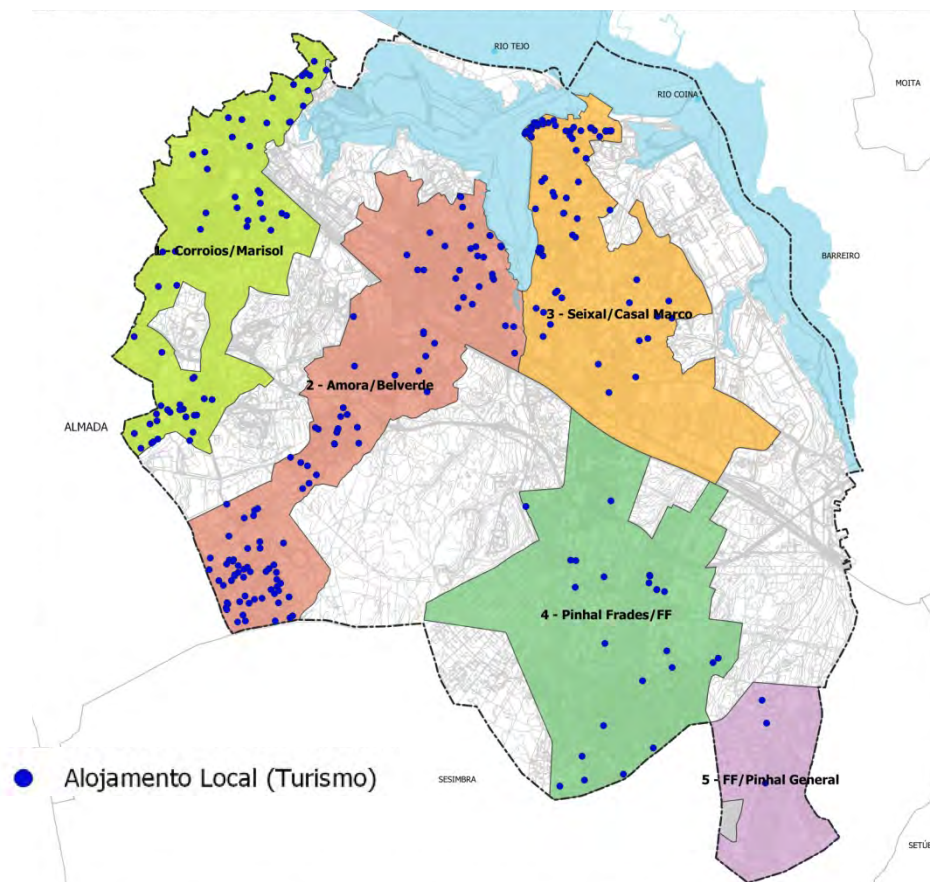 RIO TEJO
MOITA
RIO COINA
1 - Corroios/Marisol
BARREIRO
3 - Seixal/Casal Marco
2 - Amora/Belverde
ALMADA
4 - Pinhal Frades/FF
Alojamento Local (Turismo)
SESIMBRA
5 - FF/Pinhal General
SETÚB